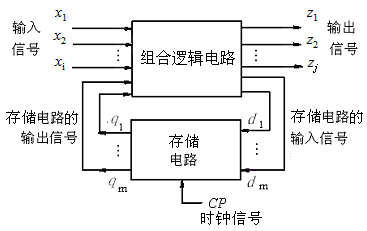 x1
z1
输入
信号
x2
组合逻辑电路
z2
输出
信号
xi
zj
存储电路的
输出信号
q1
存储
电路
d1
存储电路的
输入信号
qm
dm
CP
时钟信号